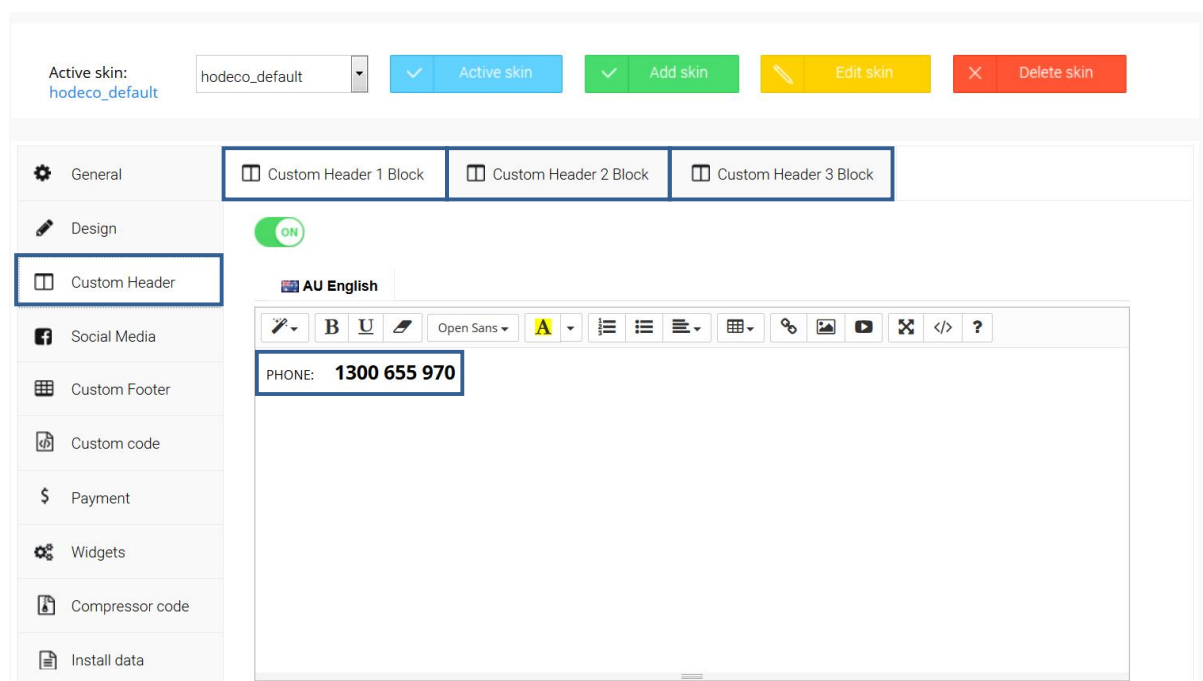 Active skin:
hodeco_default
hodeco_default
Active skin
Add skin
Edit skin
Delete skin
General
Design
Custom Header
Social Media
Custom Footer
Custom code
Payment
Widgets
Compressor code
Install data
Custom Header 1 Block
Custom Header 2 Block
Custom Header 3 Block
ON
AU English
B U Open Sans A </> ?
PHONE: 1300 655 970